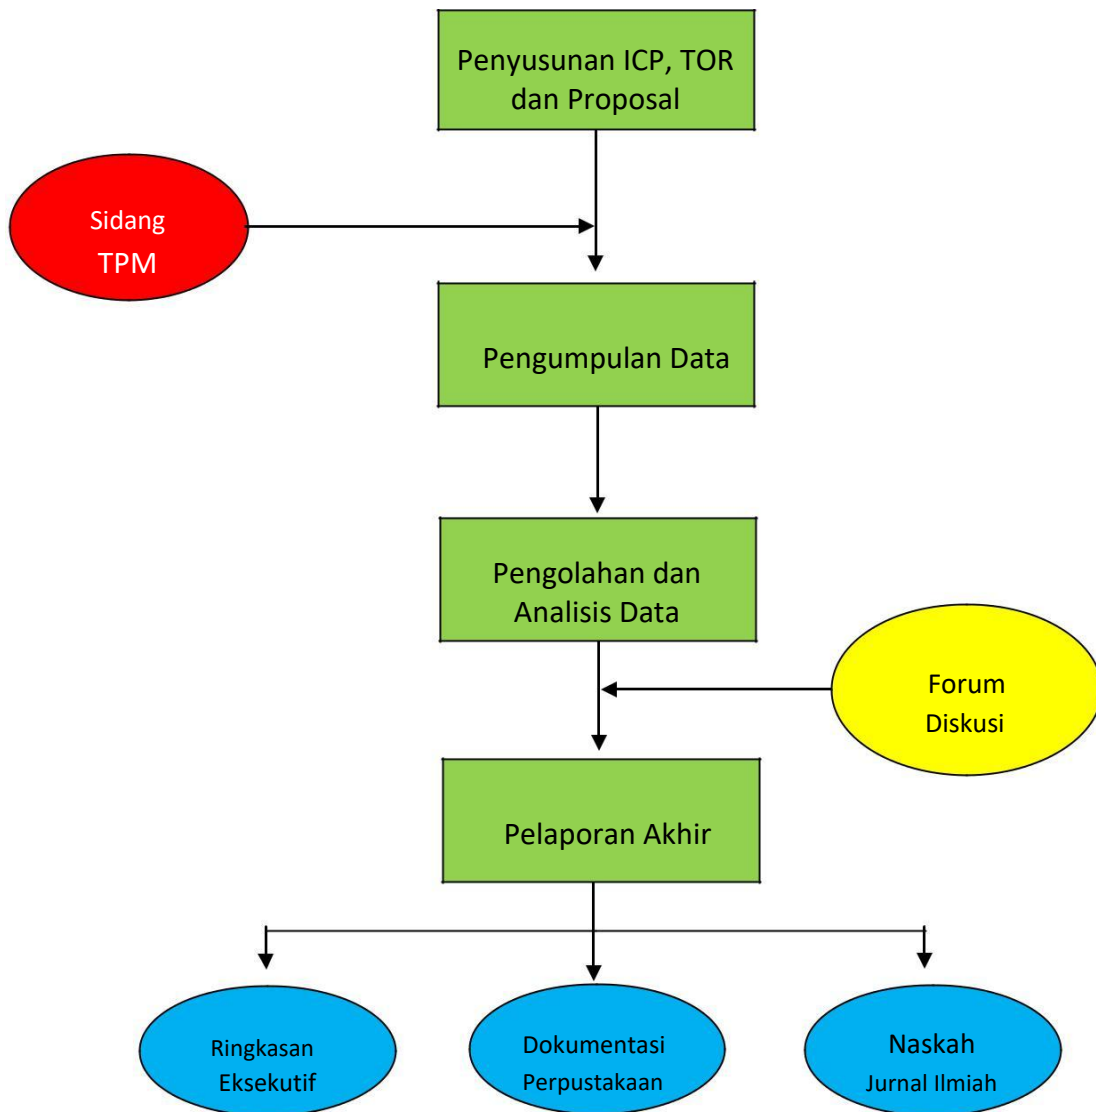 Penyusunan ICP, TOR
dan Proposal
Sidang
TPM
Pengumpulan Data
Pengolahan dan
Analisis Data
Forum
Diskusi
Pelaporan Akhir
Ringkasan
Eksekutif
Dokumentasi
Perpustakaan
Naskah
Jurnal Ilmiah